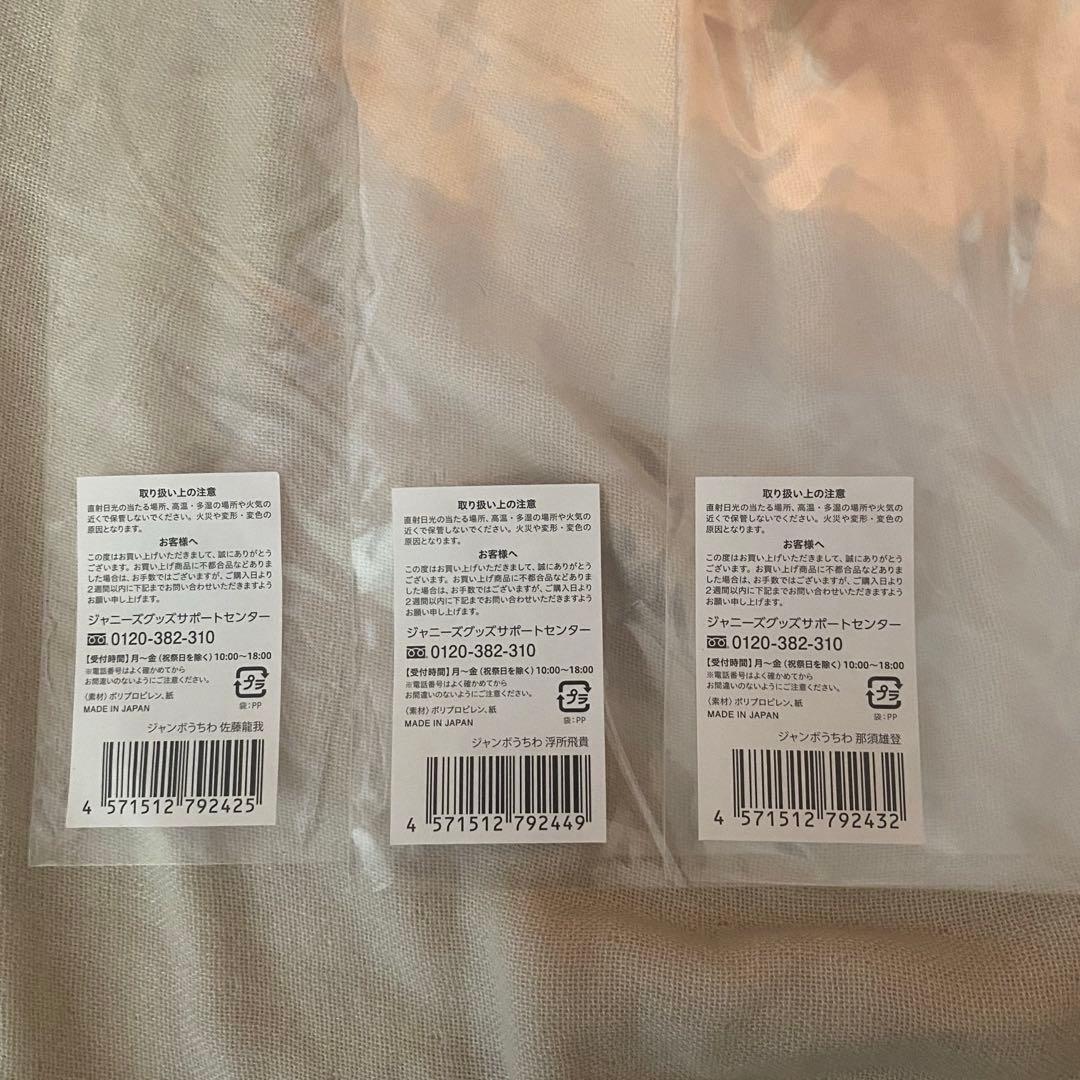 取り扱い上の注意
直射日光の当たる場所、高温・多湿の場所や火気の
近くで保管しないでください。火災や変形・変色の
原因となります。
お客様へ
この度はお買い上げいただきまして、誠にありがとう
ございます。お買い上げ商品に不都合品などありま
した場合は、お手数ではございますが、ご購入日より
2週間以内に下記までお問い合わせいただきますよう
お願い申し上げます。
ジャニーズグッズサポートセンター
0120-382-310
【受付時間】月〜金(祝祭日を除く)10:00〜18:00
※電話番号はよく確かめてから
お間違いのないようにご注意ください。
〈素材〉ポリプロピレン、紙
MADE IN JAPAN
プラ
袋:PP
ジャンボうちわ 佐藤龍我
4 571512 792425
取り扱い上の注意
直射日光の当たる場所、高温・多湿の場所や火気の
近くで保管しないでください。火災や変形・変色の
原因となります。
お客様へ
この度はお買い上げいただきまして、誠にありがとう
ございます。お買い上げ商品に不都合品などありま
した場合は、お手数ではございますが、ご購入日より
2週間以内に下記までお問い合わせいただきますよう
お願い申し上げます。
ジャニーズグッズサポートセンター
0120-382-310
【受付時間】月〜金(祝祭日を除く)10:00〜18:00
※電話番号はよく確かめてから
お間違いのないようにご注意ください。
〈素材〉ポリプロピレン、紙
MADE IN JAPAN
プラ
袋:PP
ジャンボうちわ 浮所飛貴
4 571512 792449
取り扱い上の注意
直射日光の当たる場所、高温・多湿の場所や火気の
近くで保管しないでください。火災や変形・変色の
原因となります。
お客様へ
この度はお買い上げいただきまして、誠にありがとう
ございます。お買い上げ商品に不都合品などありま
した場合は、お手数ではございますが、ご購入日より
2週間以内に下記までお問い合わせいただきますよう
お願い申し上げます。
ジャニーズグッズサポートセンター
0120-382-310
【受付時間】月〜金(祝祭日を除く)10:00〜18:00
※電話番号はよく確かめてから
お間違いのないようにご注意ください。
〈素材〉ポリプロピレン、紙
MADE IN JAPAN
プラ
袋:PP
ジャンボうちわ 那須雄登
4 571512 792432